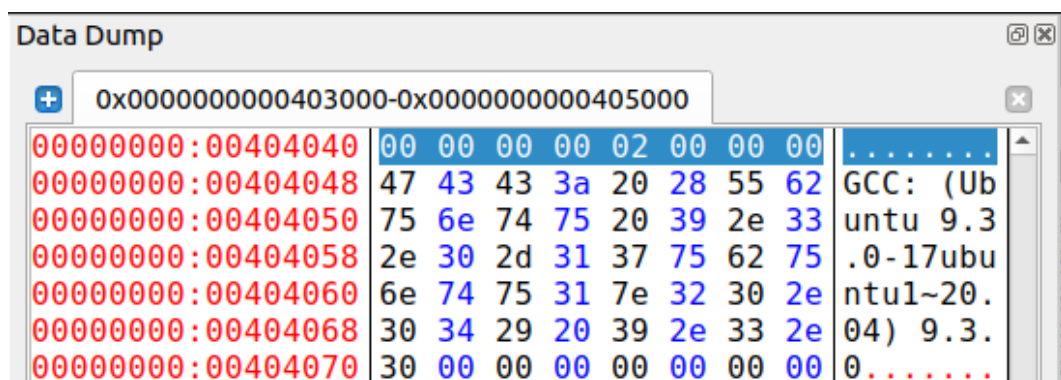 Data Dump
0x0000000000403000-0x0000000000405000
00000000:00404040 00 00 00 00 02 00 00 00 ........
00000000:00404048 47 43 43 3a 20 28 55 62 GCC: (Ub
00000000:00404050 75 6e 74 75 20 39 2e 33 untu 9.3
00000000:00404058 2e 30 2d 31 37 75 62 75 .0-17ubu
00000000:00404060 6e 74 75 31 7e 32 30 2e ntu1~20.
00000000:00404068 30 34 29 20 39 2e 33 2e 04) 9.3.
00000000:00404070 30 00 00 00 00 00 00 00 0.......